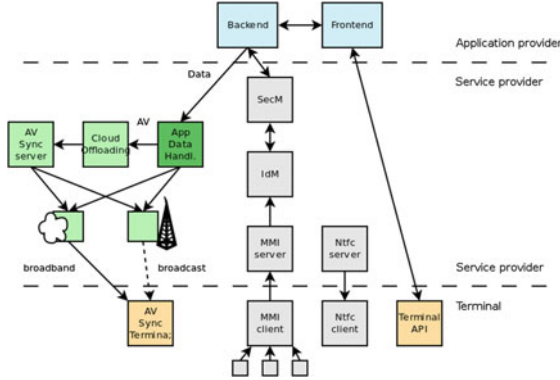 Backend
Frontend
Application provider
Data
Service provider
SecM
AV
AV
Sync
server
Cloud
Offloading
App
Data
Handl.
IdM
MMI
server
Ntfc
server
broadband
broadcast
Service provider
Terminal
AV
Sync
Termina;
MMI
client
Ntfc
client
Terminal
API